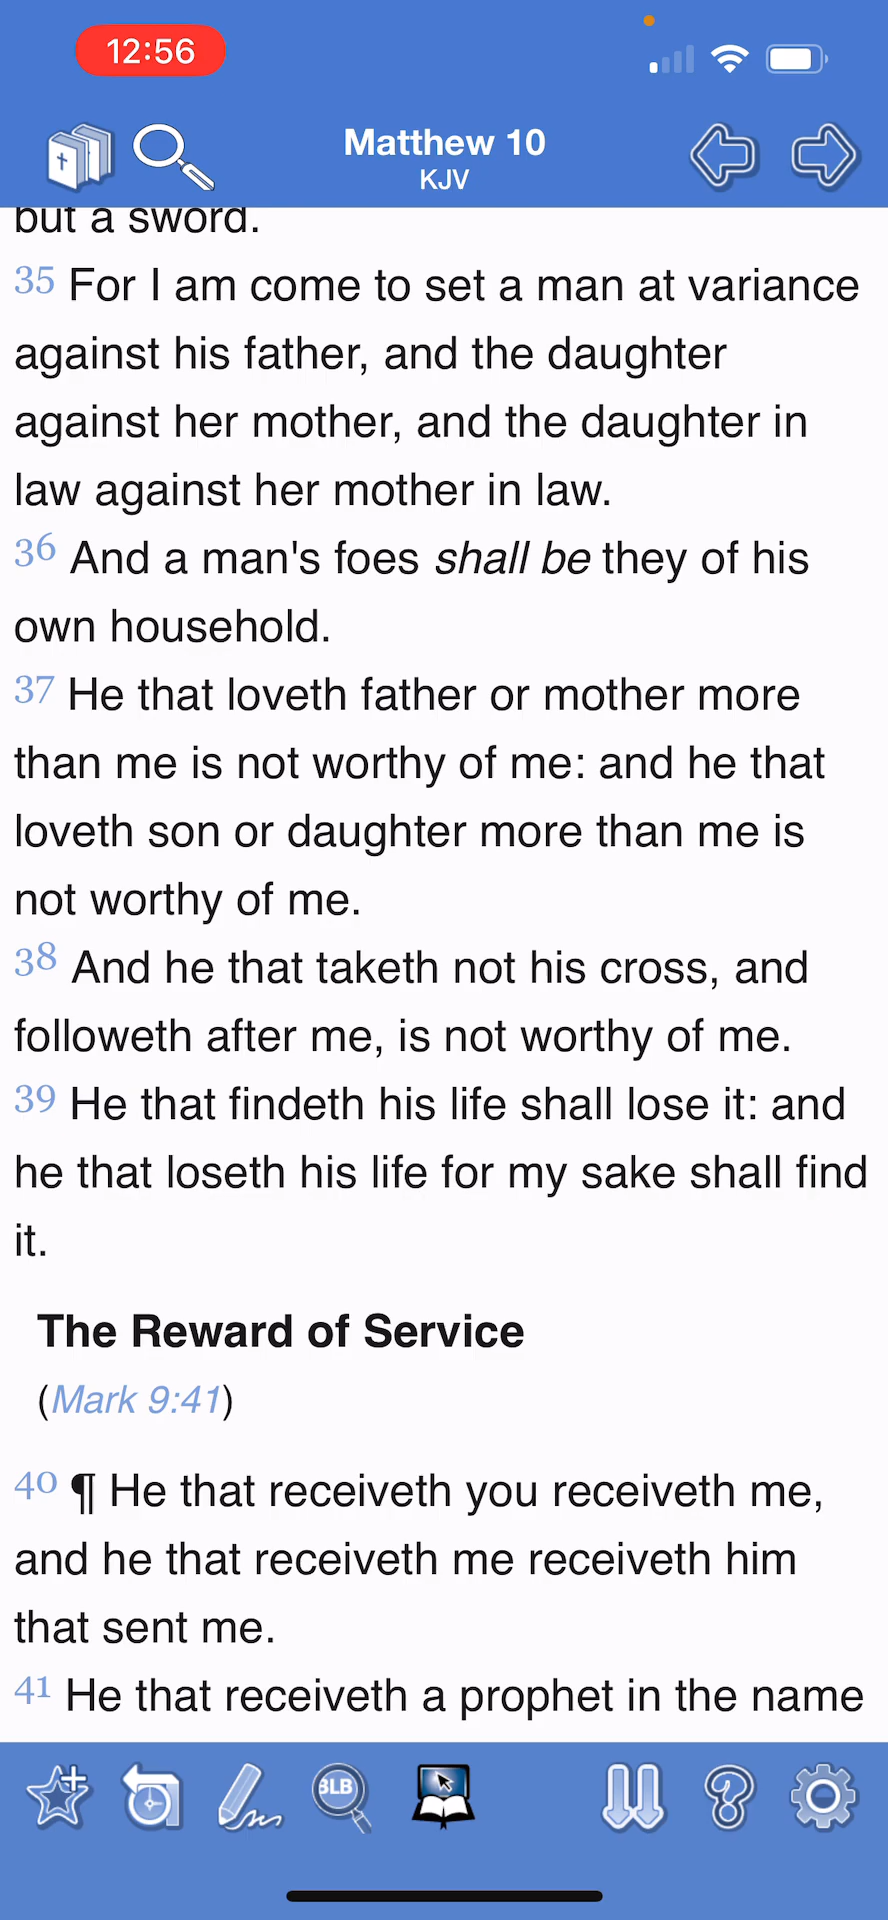 12:56
Matthew 10
KJV
but a sword.
35 For I am come to set a man at variance
against his father, and the daughter
against her mother, and the daughter in
law against her mother in law.
36 And a man's foes shall be they of his
own household.
37 He that loveth father or mother more
than me is not worthy of me: and he that
loveth son or daughter more than me is
not worthy of me.
38 And he that taketh not his cross, and
followeth after me, is not worthy of me.
39 He that findeth his life shall lose it: and
he that loseth his life for my sake shall find
it.
The Reward of Service
(Mark 9:41)
40 ¶ He that receiveth you receiveth me,
and he that receiveth me receiveth him
that sent me.
41 He that receiveth a prophet in the name
BLB